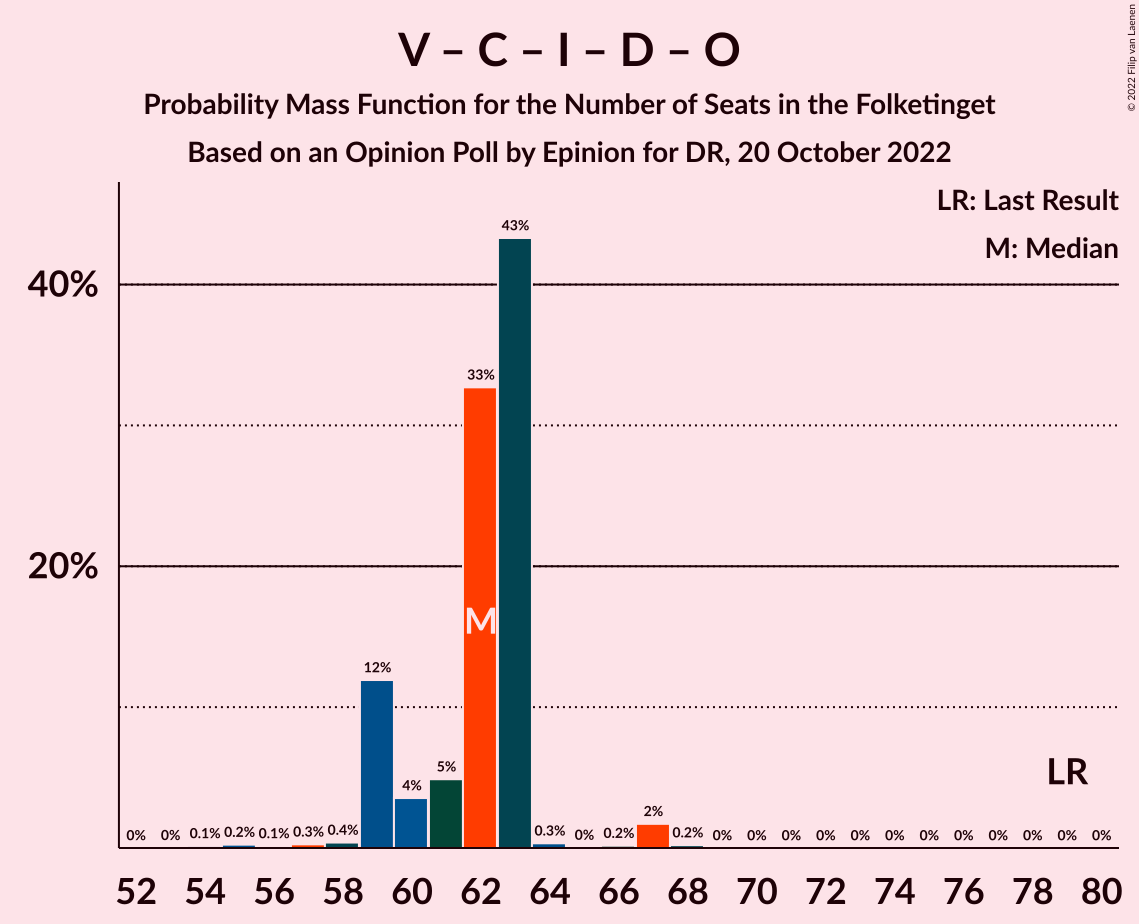 V – C – I – D – O
Probability Mass Function for the Number of Seats in the Folketinget
Based on an Opinion Poll by Epinion for DR, 20 October 2022
© 2022 Filip van Laenen
LR: Last Result
M: Median
43%
40%
33%
20%
M
12%
LR
5%
4%
2%
0% 0% 0.1% 0.2% 0.1% 0.3% 0.4% 0.3% 0% 0.2% 0.2% 0% 0% 0% 0% 0% 0% 0% 0% 0% 0% 0% 0%
52 54 56 58 60 62 64 66 68 70 72 74 76 78 80